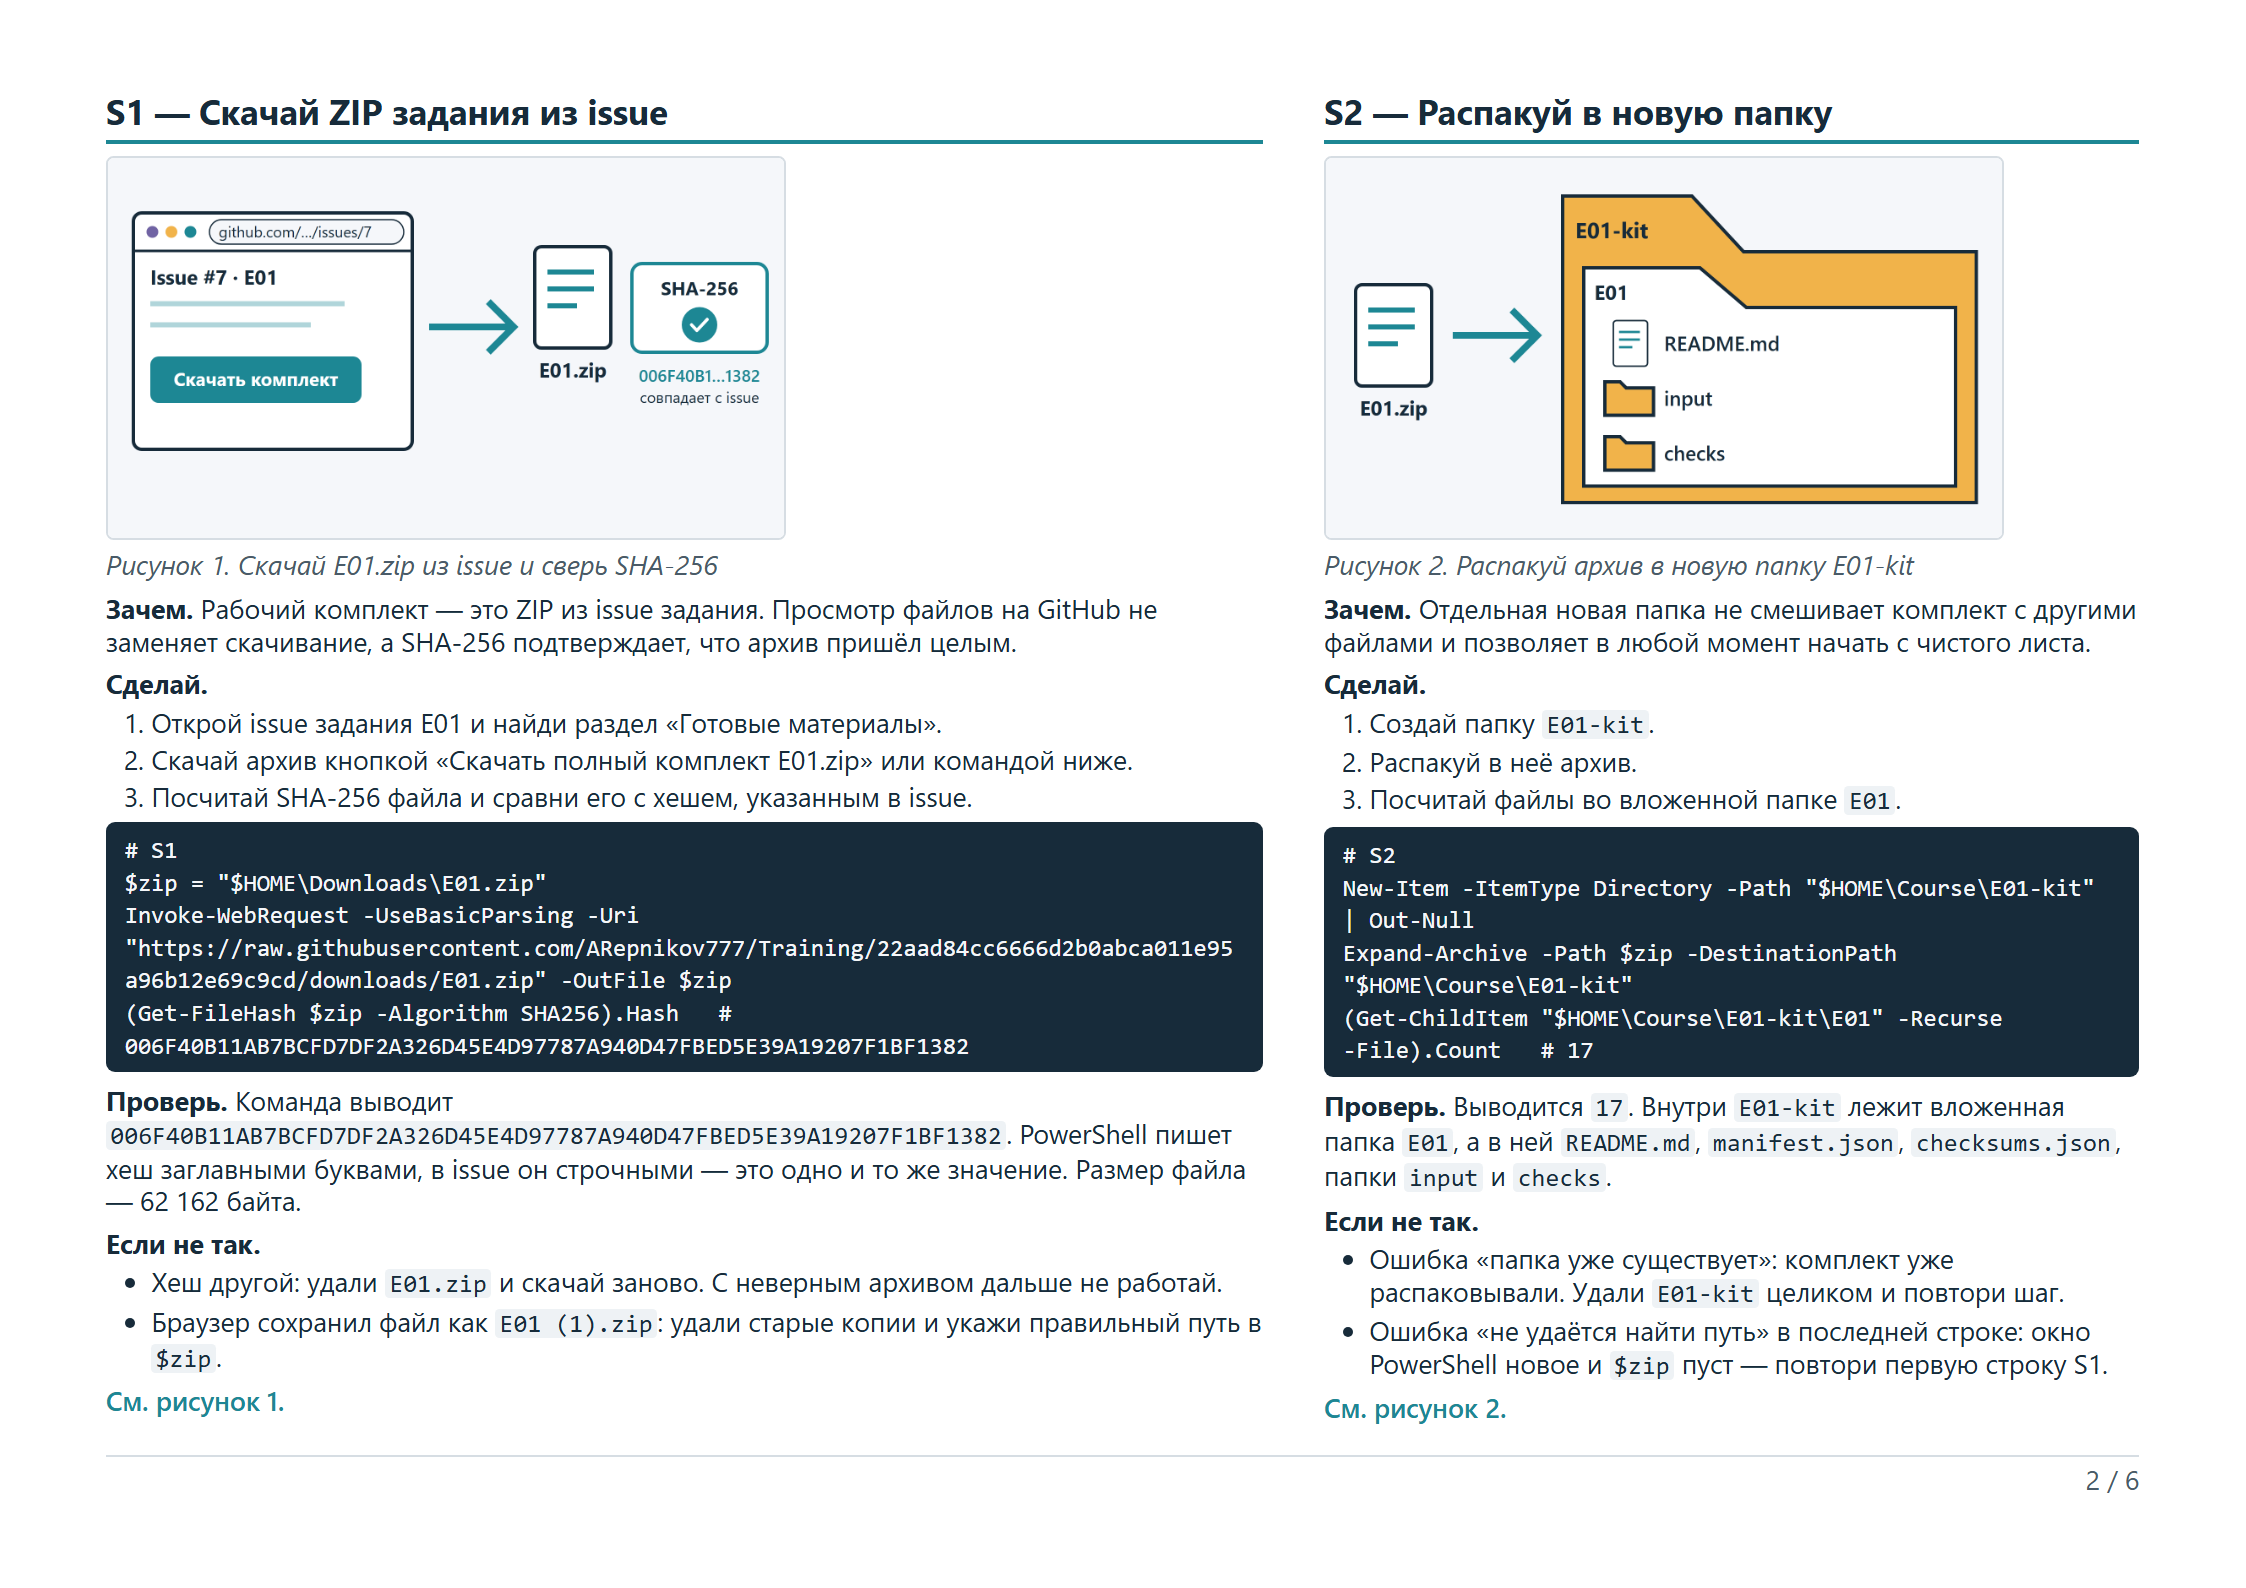 S1 — Скачай ZIP задания из issue
github.com/.../issues/7
Issue #7 · E01
Скачать комплект
E01.zip
SHA-256
006F40B1...1382
совпадает с issue
Рисунок 1. Скачай E01.zip из issue и сверь SHA-256
Зачем. Рабочий комплект — это ZIP из issue задания. Просмотр файлов на GitHub не
заменяет скачивание, а SHA-256 подтверждает, что архив пришёл целым.
Сделай.
1. Открой issue задания E01 и найди раздел «Готовые материалы».
2. Скачай архив кнопкой «Скачать полный комплект E01.zip» или командой ниже.
3. Посчитай SHA-256 файла и сравни его с хешем, указанным в issue.
# S1
$zip = "$HOME\Downloads\E01.zip"
Invoke-WebRequest -UseBasicParsing -Uri
"https://raw.githubusercontent.com/ARepnikov777/Training/22aad84cc6666d2b0abca011e95
a96b12e69c9cd/downloads/E01.zip" -OutFile $zip
(Get-FileHash $zip -Algorithm SHA256).Hash   #
006F40B11AB7BCFD7DF2A326D45E4D97787A940D47FBED5E39A19207F1BF1382
Проверь. Команда выводит
006F40B11AB7BCFD7DF2A326D45E4D97787A940D47FBED5E39A19207F1BF1382. PowerShell пишет
хеш заглавными буквами, в issue он строчными — это одно и то же значение. Размер файла
— 62 162 байта.
Если не так.
• Хеш другой: удали E01.zip и скачай заново. С неверным архивом дальше не работай.
• Браузер сохранил файл как E01 (1).zip: удали старые копии и укажи правильный путь в
$zip.
См. рисунок 1.
S2 — Распакуй в новую папку
E01.zip
E01-kit
E01
README.md
input
checks
Рисунок 2. Распакуй архив в новую папку E01-kit
Зачем. Отдельная новая папка не смешивает комплект с другими
файлами и позволяет в любой момент начать с чистого листа.
Сделай.
1. Создай папку E01-kit.
2. Распакуй в неё архив.
3. Посчитай файлы во вложенной папке E01.
# S2
New-Item -ItemType Directory -Path "$HOME\Course\E01-kit"
| Out-Null
Expand-Archive -Path $zip -DestinationPath
"$HOME\Course\E01-kit"
(Get-ChildItem "$HOME\Course\E01-kit\E01" -Recurse
-File).Count   # 17
Проверь. Выводится 17. Внутри E01-kit лежит вложенная
папка E01, а в ней README.md, manifest.json, checksums.json,
папки input и checks.
Если не так.
• Ошибка «папка уже существует»: комплект уже
распаковывали. Удали E01-kit целиком и повтори шаг.
• Ошибка «не удаётся найти путь» в последней строке: окно
PowerShell новое и $zip пуст — повтори первую строку S1.
См. рисунок 2.
2 / 6